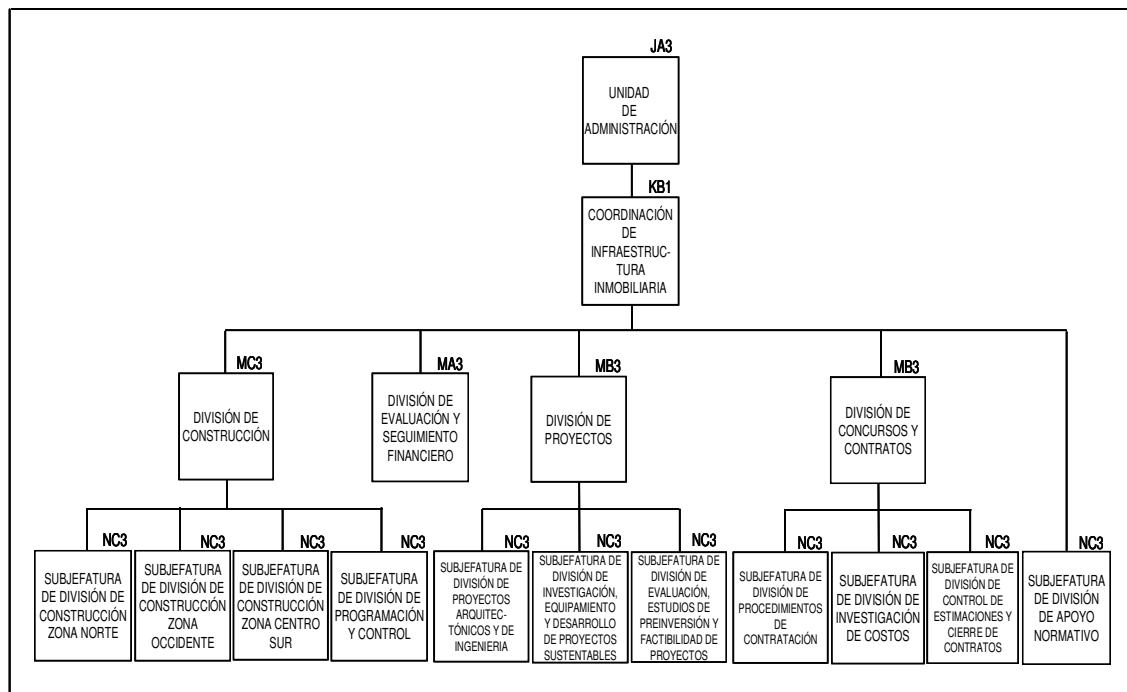 JA3
UNIDAD
DE
ADMINISTRACIÓN
KB1
COORDINACIÓN
DE
INFRAESTRUC-
TURA
INMOBILIARIA
MC3
DIVISIÓN DE
CONSTRUCCIÓN
MA3
DIVISIÓN DE
EVALUACIÓN Y
SEGUIMIENTO
FINANCIERO
MB3
DIVISIÓN DE
PROYECTOS
MB3
DIVISIÓN DE
CONCURSOS Y
CONTRATOS
NC3
SUBJEFATURA
DE DIVISIÓN DE
CONSTRUCCIÓN
ZONA NORTE
NC3
SUBJEFATURA
DE DIVISIÓN DE
CONSTRUCCIÓN
ZONA
OCCIDENTE
NC3
SUBJEFATURA
DE DIVISIÓN DE
CONSTRUCCIÓN
ZONA CENTRO
SUR
NC3
SUBJEFATURA
DE DIVISIÓN DE
PROGRAMACIÓN
Y CONTROL
NC3
SUBJEFATURA DE
DIVISIÓN DE
PROYECTOS
ARQUITEC-
TÓNICOS Y DE
INGENIERIA
NC3
SUBJEFATURA DE
DIVISIÓN DE
INVESTIGACIÓN,
EQUIPAMIENTO
Y DESARROLLO
DE PROYECTOS
SUSTENTABLES
NC3
SUBJEFATURA DE
DIVISIÓN DE
EVALUACIÓN,
ESTUDIOS DE
PREINVERSIÓN Y
FACTIBILIDAD DE
PROYECTOS
NC3
SUBJEFATURA DE
DIVISIÓN DE
PROCEDIMIENTOS
DE
CONTRATACIÓN
NC3
SUBJEFATURA
DE DIVISIÓN DE
INVESTIGACIÓN
DE COSTOS
NC3
SUBJEFATURA DE
DIVISIÓN DE
CONTROL DE
ESTIMACIONES Y
CIERRE DE
CONTRATOS
NC3
SUBJEFATURA
DE DIVISIÓN
DE APOYO
NORMATIVO